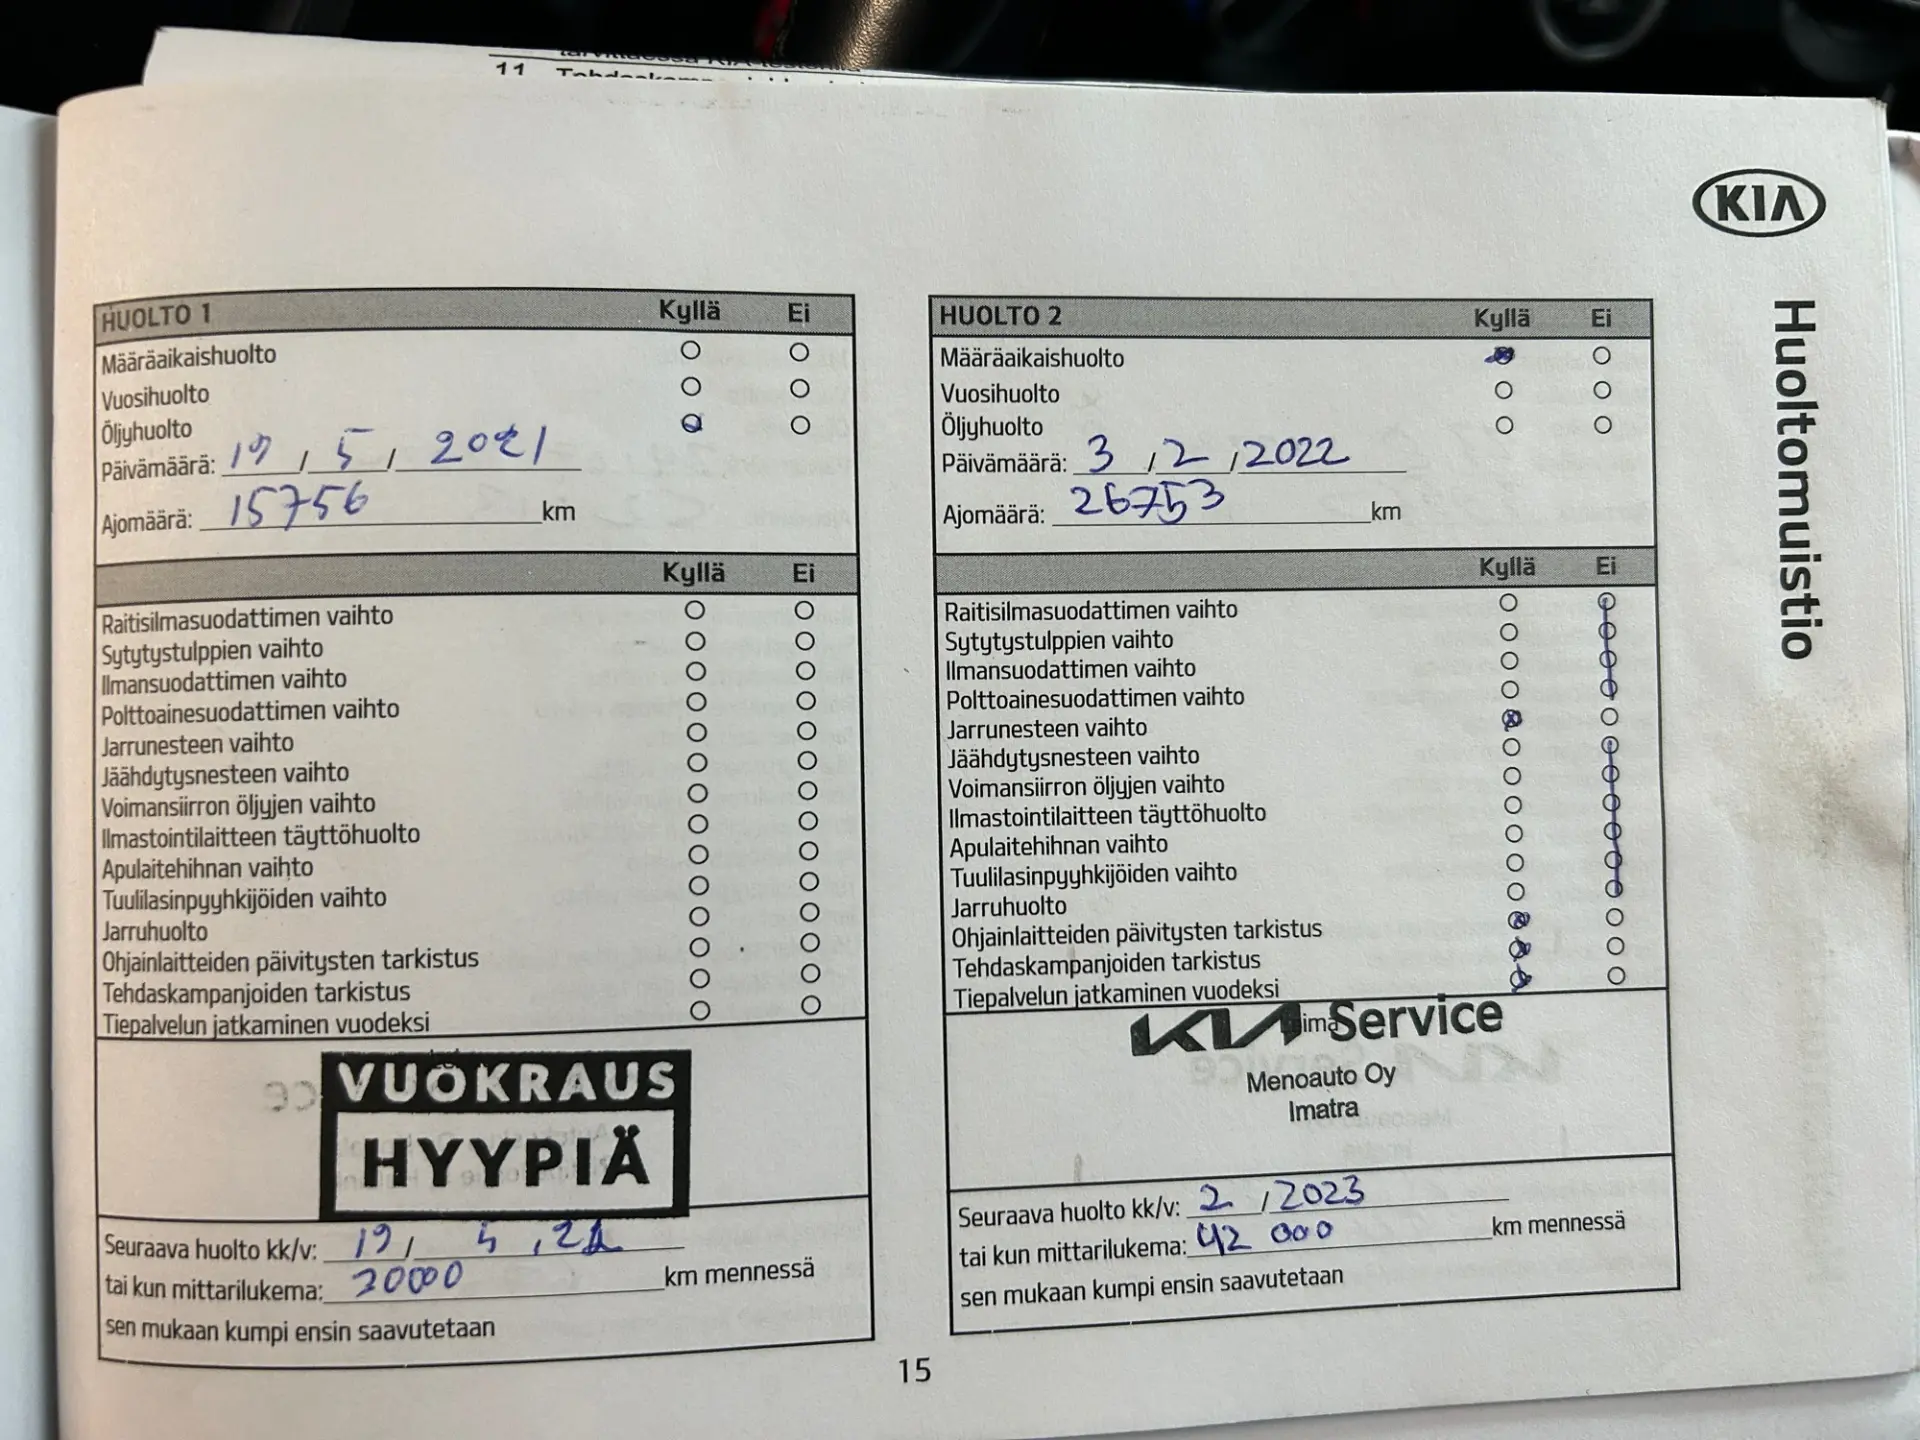 11
KIA
Huoltomuistio
HUOLTO 1 Kyllä Ei
Määräaikaishuolto
Vuosihuolto
Öljyhuolto
Päivämäärä: 19 / 5 / 2021
Ajomäärä: 15756 km
Kyllä Ei
Raitisilmasuodattimen vaihto
Sytytystulppien vaihto
Ilmansuodattimen vaihto
Polttoainesuodattimen vaihto
Jarrunesteen vaihto
Jäähdytysnesteen vaihto
Voimansiirron öljyjen vaihto
Ilmastointilaitteen täyttöhuolto
Apulaitehihnan vaihto
Tuulilasinpyyhkijöiden vaihto
Jarruhuolto
Ohjainlaitteiden päivitysten tarkistus
Tehdaskampanjoiden tarkistus
Tiepalvelun jatkaminen vuodeksi
VUOKRAUS
HYYPIÄ
Seuraava huolto kk/v: 19 / 5
tai kun mittarilukema: 20000 km mennessä
sen mukaan kumpi ensin saavutetaan
HUOLTO 2 Kyllä Ei
Määräaikaishuolto
Vuosihuolto
Öljyhuolto
Päivämäärä: 3 / 2 / 2022
Ajomäärä: 26753 km
Kyllä Ei
Raitisilmasuodattimen vaihto
Sytytystulppien vaihto
Ilmansuodattimen vaihto
Polttoainesuodattimen vaihto
Jarrunesteen vaihto
Jäähdytysnesteen vaihto
Voimansiirron öljyjen vaihto
Ilmastointilaitteen täyttöhuolto
Apulaitehihnan vaihto
Tuulilasinpyyhkijöiden vaihto
Jarruhuolto
Ohjainlaitteiden päivitysten tarkistus
Tehdaskampanjoiden tarkistus
Tiepalvelun jatkaminen vuodeksi
KIA Service
Menoauto Oy
Imatra
Seuraava huolto kk/v: 2 / 2023
tai kun mittarilukema: 42 000 km mennessä
sen mukaan kumpi ensin saavutetaan
15